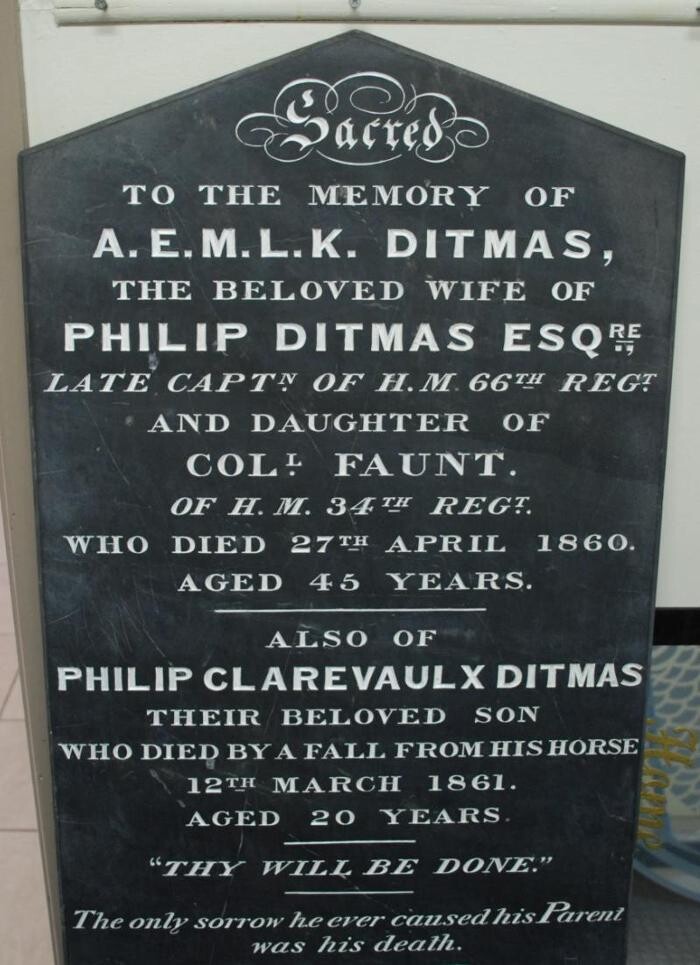 Sacred
TO THE MEMORY OF
A.E.M.L.K. DITMAS,
THE BELOVED WIFE OF
PHILIP DITMAS ESQRE,
LATE CAPTN. OF H.M. 66TH REGT.
AND DAUGHTER OF
COLL. FAUNT.
OF H.M. 34TH REGT.
WHO DIED 27TH APRIL 1860.
AGED 45 YEARS.
ALSO OF
PHILIP CLAREVAULX DITMAS
THEIR BELOVED SON
WHO DIED BY A FALL FROM HIS HORSE
12TH MARCH 1861.
AGED 20 YEARS.
"THY WILL BE DONE."
The only sorrow he ever caused his Parent
was his death.